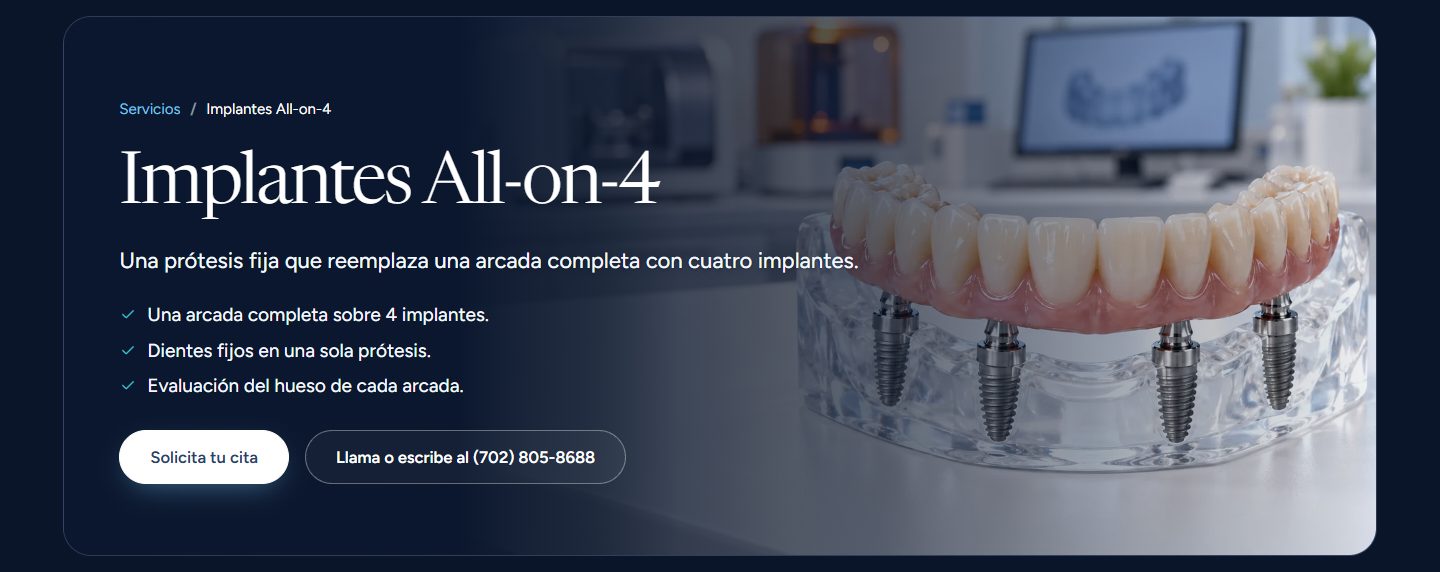 Servicios / Implantes All-on-4
Implantes All-on-4
Una prótesis fija que reemplaza una arcada completa con cuatro implantes.
Una arcada completa sobre 4 implantes.
Dientes fijos en una sola prótesis.
Evaluación del hueso de cada arcada.
Solicita tu cita
Llama o escribe al (702) 805-8688